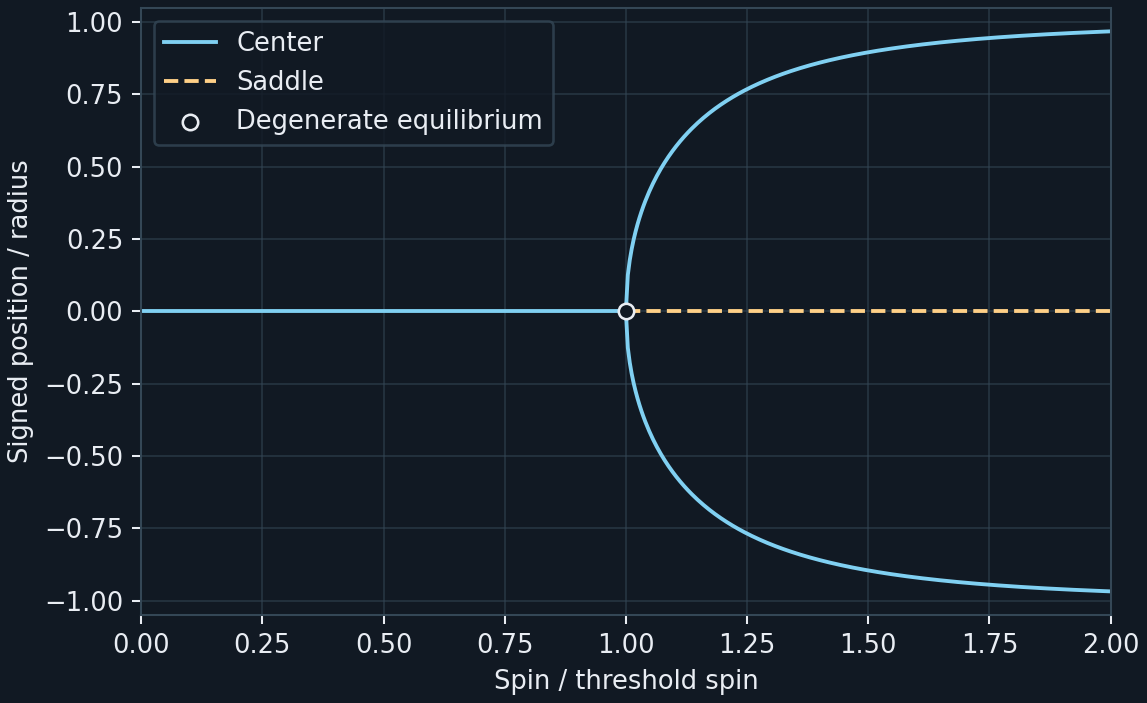 Center
Saddle
Degenerate equilibrium
1.00
0.75
0.50
0.25
0.00
−0.25
−0.50
−0.75
−1.00
Signed position / radius
0.00 0.25 0.50 0.75 1.00 1.25 1.50 1.75 2.00
Spin / threshold spin